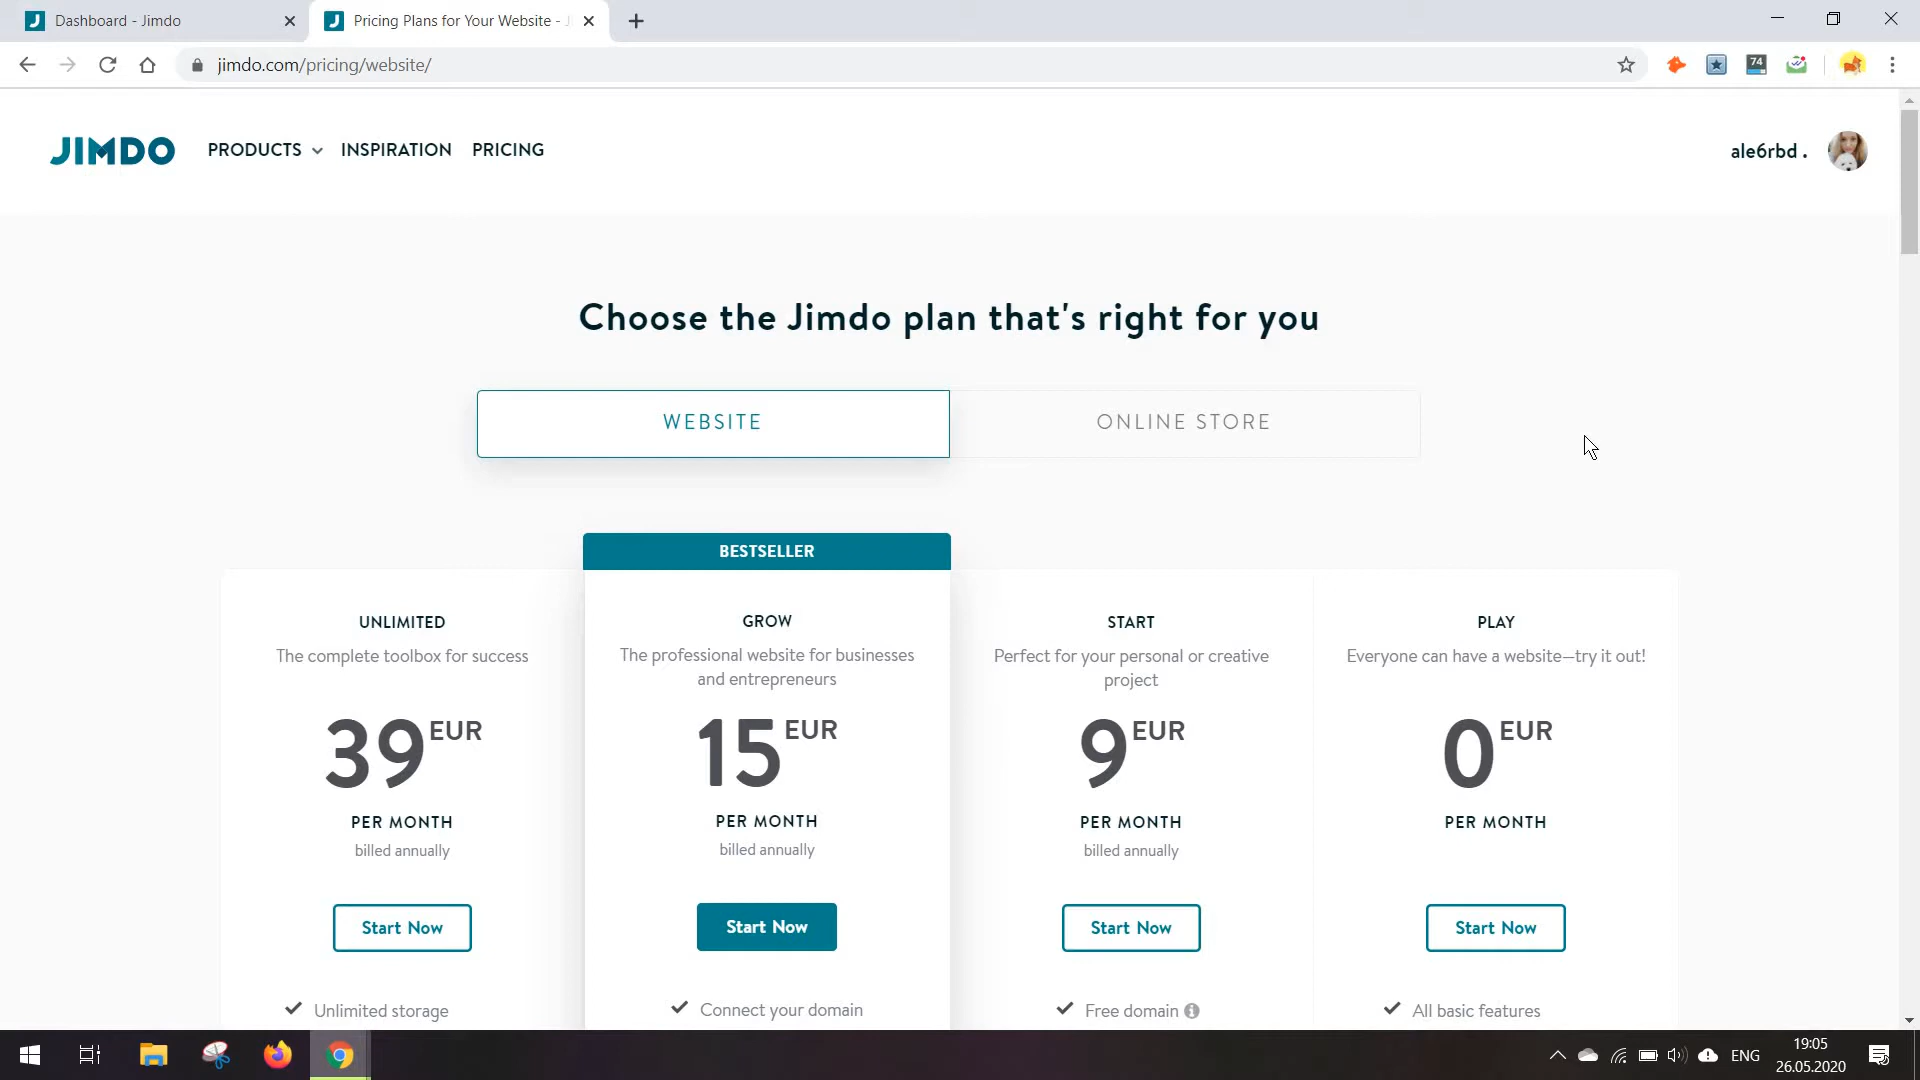 Dashboard - Jimdo
Pricing Plans for Your Website - J
jimdo.com/pricing/website/
74
JIMDO
PRODUCTS
INSPIRATION
PRICING
ale6rbd .
Choose the Jimdo plan that's right for you
WEBSITE
ONLINE STORE
BESTSELLER
UNLIMITED
The complete toolbox for success
39 EUR
PER MONTH
billed annually
Start Now
Unlimited storage
GROW
The professional website for businesses
and entrepreneurs
15 EUR
PER MONTH
billed annually
Start Now
Connect your domain
START
Perfect for your personal or creative
project
9 EUR
PER MONTH
billed annually
Start Now
Free domain
PLAY
Everyone can have a website—try it out!
0 EUR
PER MONTH
Start Now
All basic features
ENG
19:05
26.05.2020